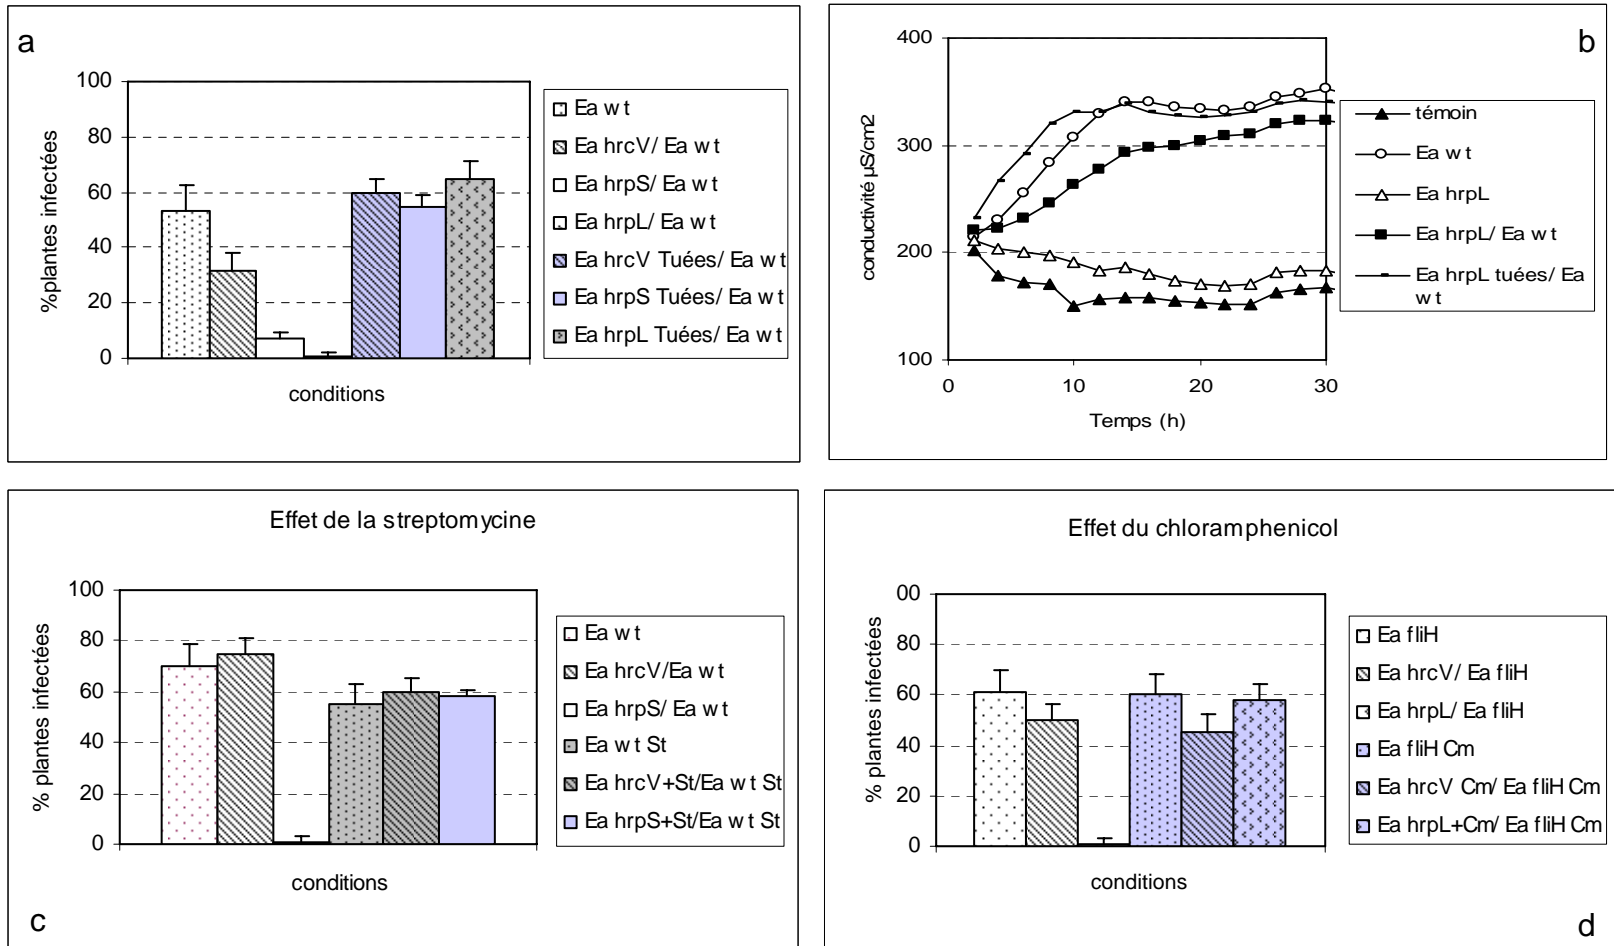 a
100
80
60
40
20
0
%plantes infectées
conditions
Ea wt
Ea hrcV/ Ea wt
Ea hrpS/ Ea wt
Ea hrpL/ Ea wt
Ea hrcV Tuées/ Ea wt
Ea hrpS Tuées/ Ea wt
Ea hrpL Tuées/ Ea wt
b
400
300
200
100
conductivité µS/cm2
0 10 20 30
Temps (h)
témoin
Ea wt
Ea hrpL
Ea hrpL/ Ea wt
Ea hrpL tuées/ Ea
wt
Effet de la streptomycine
100
80
60
40
20
0
% plantes infectées
conditions
Ea wt
Ea hrcV/Ea wt
Ea hrpS/ Ea wt
Ea wt St
Ea hrcV+St/Ea wt St
Ea hrpS+St/Ea wt St
c
Effet du chloramphenicol
00
80
60
40
20
0
% plantes infectées
conditions
Ea fliH
Ea hrcV/ Ea fliH
Ea hrpL/ Ea fliH
Ea fliH Cm
Ea hrcV Cm/ Ea fliH Cm
Ea hrpL+Cm/ Ea fliH Cm
d